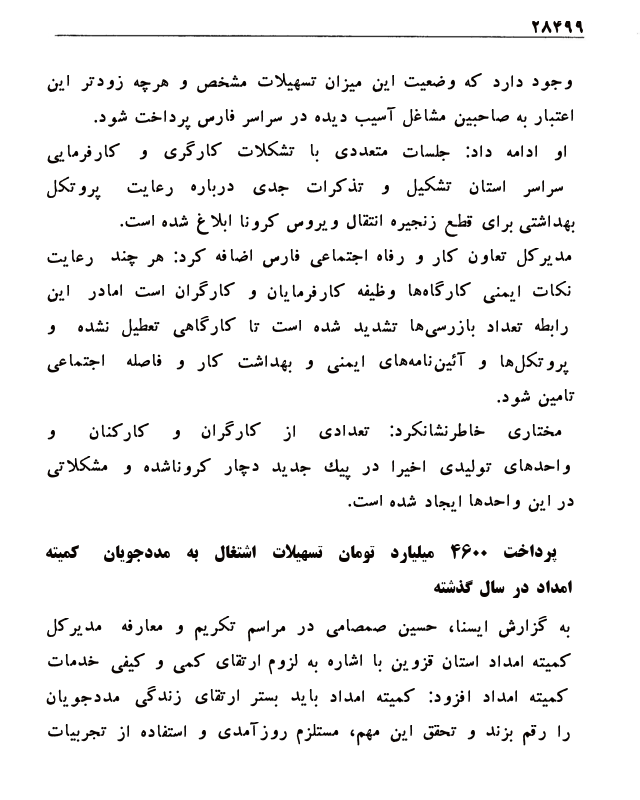 ۲۸۴۹۹
وجود دارد که وضعیت این میزان تسهیلات مشخص و هرچه زودتر این
اعتبار به صاحبین مشاغل آسیب دیده در سراسر فارس پرداخت شود.
او ادامه داد: جلسات متعددی با تشکلات کارگری و کارفرمایی
سراسر استان تشکیل و تذکرات جدی درباره رعایت پروتکل
بهداشتی برای قطع زنجیره انتقال ویروس کرونا ابلاغ شده است.
مدیرکل تعاون کار و رفاه اجتماعی فارس اضافه کرد: هر چند رعایت
نکات ایمنی کارگاه‌ها وظیفه کارفرمایان و کارگران است امادر این
رابطه تعداد بازرسی‌ها تشدید شده است تا کارگاهی تعطیل نشده و
پروتکل‌ها و آئین‌نامه‌های ایمنی و بهداشت کار و فاصله اجتماعی
تامین شود.
مختاری خاطرنشانکرد: تعدادی از کارگران و کارکنان و
واحدهای تولیدی اخیرا در پیك جدید دچار کروناشده و مشکلاتی
در این واحدها ایجاد شده است.
پرداخت ۴۶۰۰ میلیارد تومان تسهیلات اشتغال به مددجویان کمیته
امداد در سال گذشته
به گزارش ایسنا، حسین صمصامی در مراسم تکریم و معارفه مدیرکل
کمیته امداد استان قزوین با اشاره به لزوم ارتقای کمی و کیفی خدمات
کمیته امداد افزود: کمیته امداد باید بستر ارتقای زندگی مددجویان
را رقم بزند و تحقق این مهم، مستلزم روزآمدی و استفاده از تجربیات